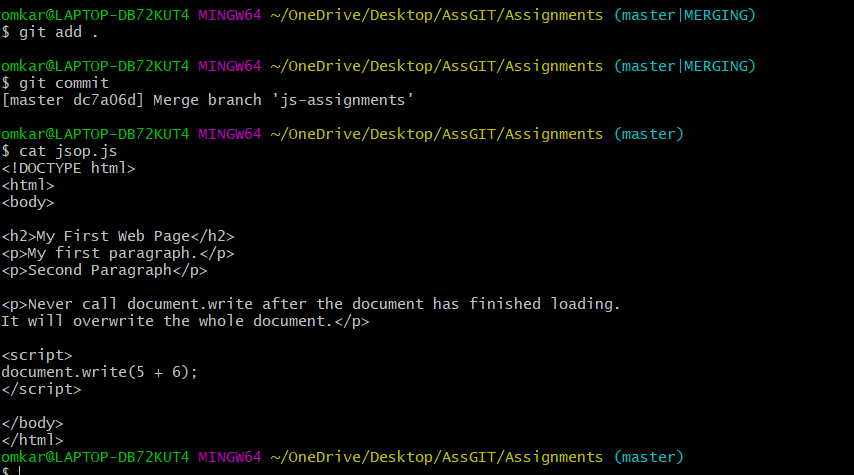 omkar@LAPTOP-DB72KUT4 MINGW64 ~/OneDrive/Desktop/AssGIT/Assignments (master|MERGING)
$ git add .
omkar@LAPTOP-DB72KUT4 MINGW64 ~/OneDrive/Desktop/AssGIT/Assignments (master|MERGING)
$ git commit
[master dc7a06d] Merge branch 'js-assignments'
omkar@LAPTOP-DB72KUT4 MINGW64 ~/OneDrive/Desktop/AssGIT/Assignments (master)
$ cat jsop.js
<!DOCTYPE html>
<html>
<body>
<h2>My First Web Page</h2>
<p>My first paragraph.</p>
<p>Second Paragraph</p>
<p>Never call document.write after the document has finished loading.
It will overwrite the whole document.</p>
<script>
document.write(5 + 6);
</script>
</body>
</html>
omkar@LAPTOP-DB72KUT4 MINGW64 ~/OneDrive/Desktop/AssGIT/Assignments (master)
$